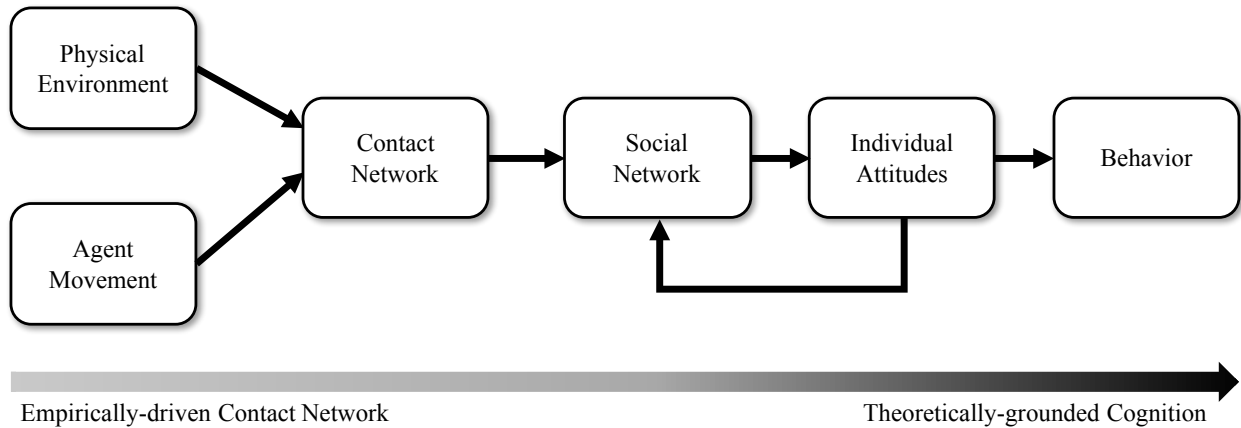 Physical
Environment
Agent
Movement
Contact
Network
Social
Network
Individual
Attitudes
Behavior
Empirically-driven Contact Network
Theoretically-grounded Cognition